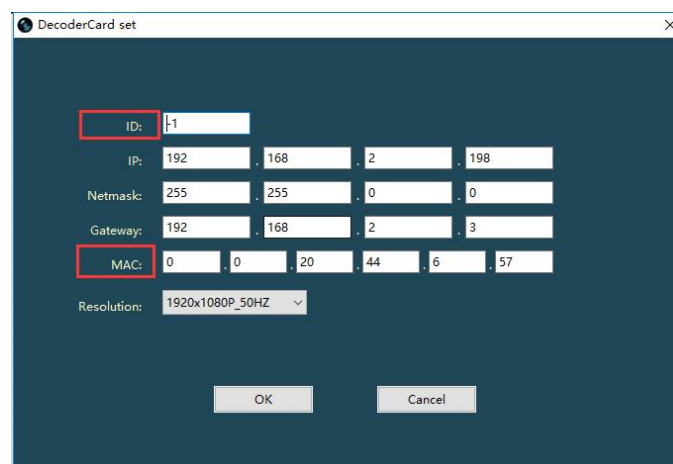 DecoderCard set
ID: -1
IP: 192 . 168 . 2 . 198
Netmask: 255 . 255 . 0 . 0
Gateway: 192 . 168 . 2 . 3
MAC: 0 . 0 . 20 . 44 . 6 . 57
Resolution: 1920x1080P_50HZ
OK Cancel